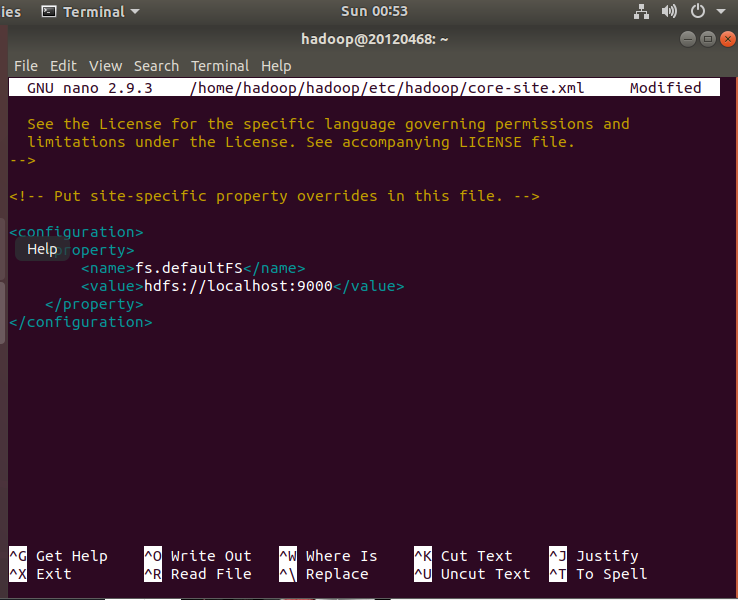 ies Terminal Sun 00:53
hadoop@20120468: ~
File Edit View Search Terminal Help
GNU nano 2.9.3 /home/hadoop/hadoop/etc/hadoop/core-site.xml Modified
See the License for the specific language governing permissions and
limitations under the License. See accompanying LICENSE file.
-->
<!-- Put site-specific property overrides in this file. -->
<configuration>
Help roperty>
<name>fs.defaultFS</name>
<value>hdfs://localhost:9000</value>
</property>
</configuration>
^G Get Help ^O Write Out ^W Where Is ^K Cut Text ^J Justify
^X Exit ^R Read File ^\ Replace ^U Uncut Text ^T To Spell